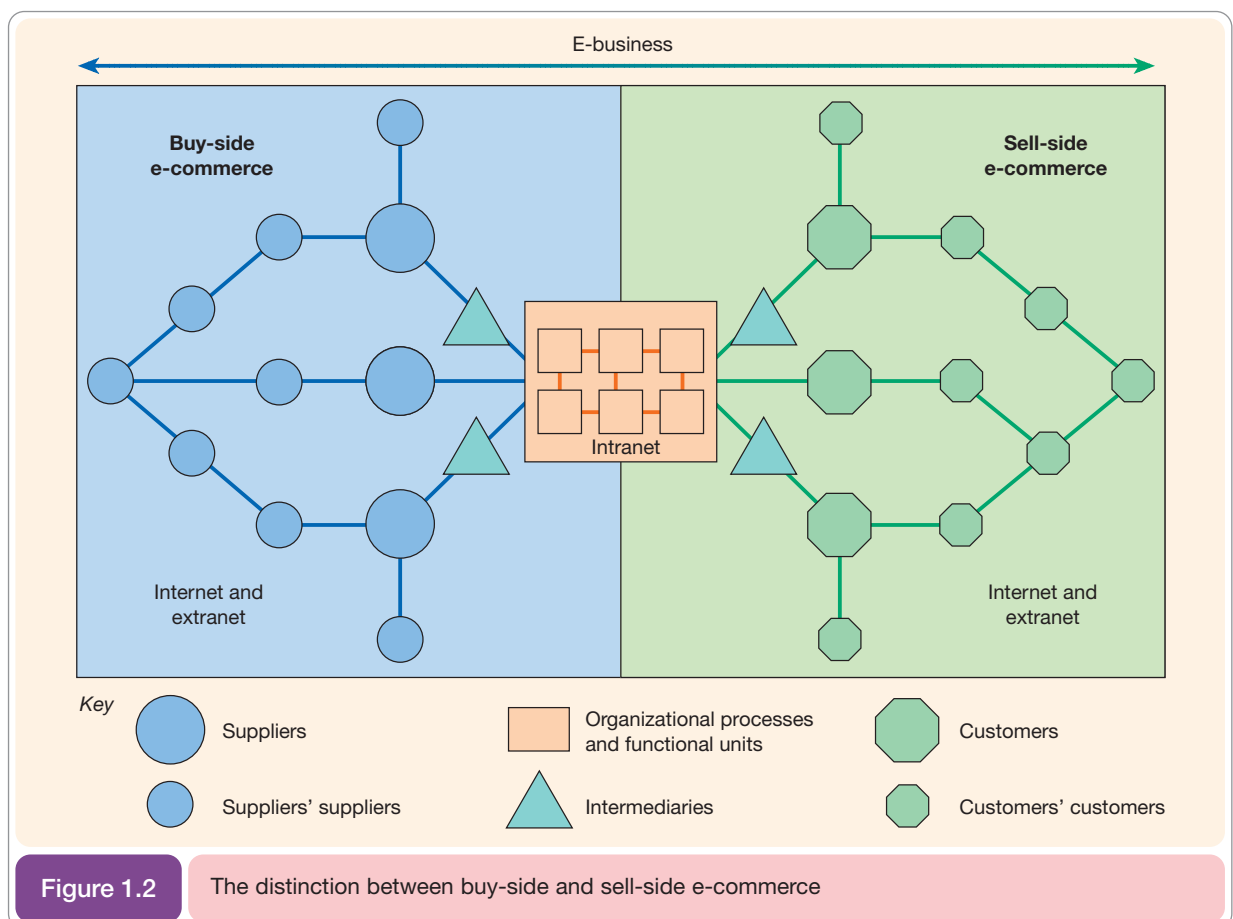 E-business
Buy-side
e-commerce
Sell-side
e-commerce
Intranet
Internet and
extranet
Internet and
extranet
Key
Suppliers
Organizational processes
and functional units
Customers
Suppliers’ suppliers
Intermediaries
Customers’ customers
Figure 1.2
The distinction between buy-side and sell-side e-commerce